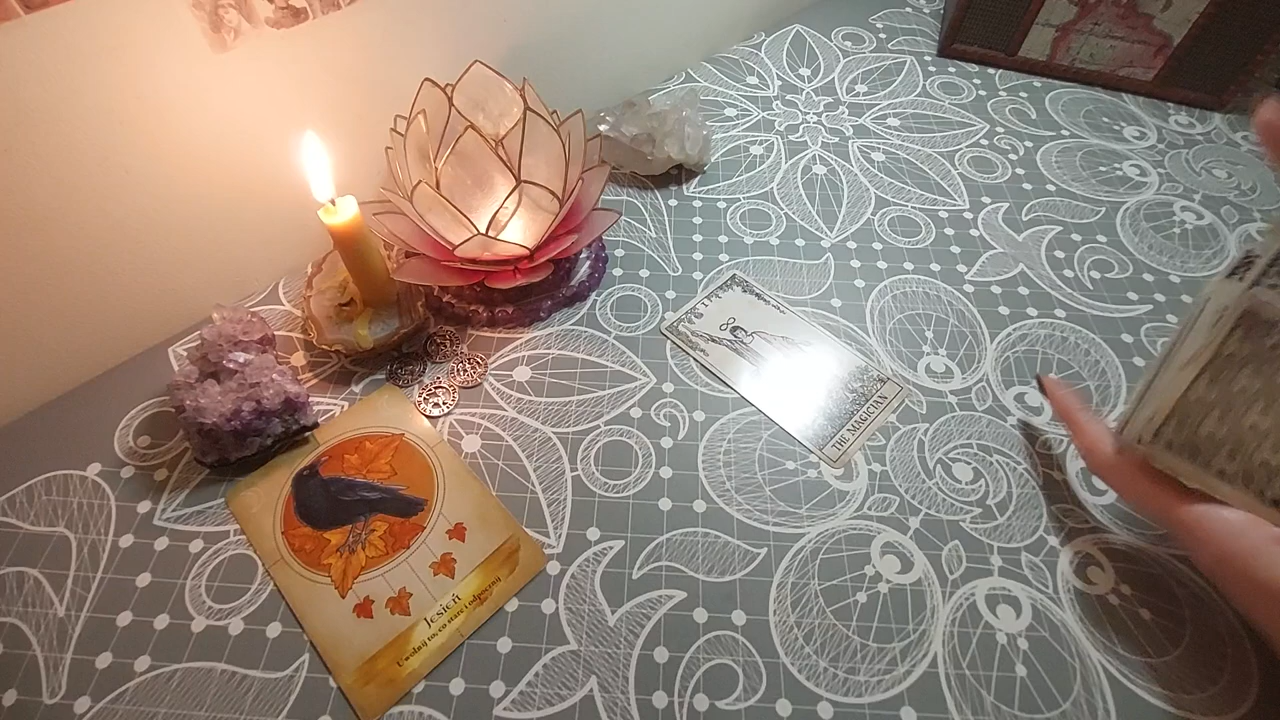 I
THE MAGICIAN
Jesień
Uwolnij to, co stare i odpocznij